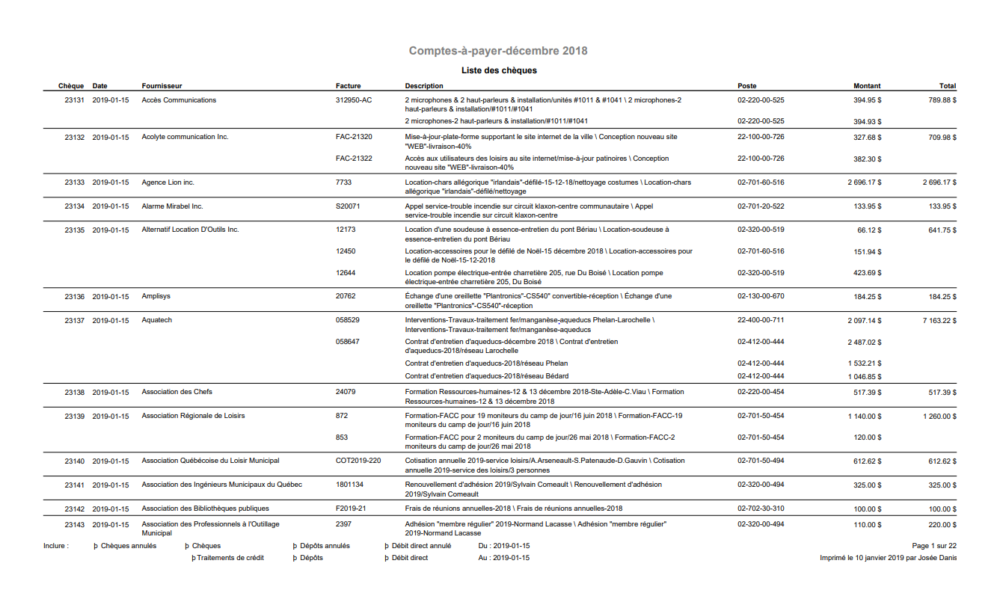 Comptes-à-payer-décembre 2018
Liste des chèques
Chèque Date Fournisseur Facture Description Poste Montant Total
23131 2019-01-15 Accès Communications 312950-AC 2 microphones & 2 haut-parleurs & installation/unités #1011 & #1041 \ 2 microphones-2 02-220-00-525 394.95 $ 789.88 $
haut-parleurs & installation/#1011/#1041
2 microphones-2 haut-parleurs & installation/#1011/#1041 02-220-00-525 394.93 $
23132 2019-01-15 Acolyte communication Inc. FAC-21320 Mise-à-jour-plate-forme supportant le site internet de la ville \ Conception nouveau site 22-100-00-726 327.68 $ 709.98 $
"WEB"-livraison-40%
FAC-21322 Accès aux utilisateurs des loisirs au site internet/mise-à-jour patinoires \ Conception 22-100-00-726 382.30 $
nouveau site "WEB"-livraison-40%
23133 2019-01-15 Agence Lion inc. 7733 Location-chars allégorique "irlandais"-défilé-15-12-18/nettoyage costumes \ Location-chars 02-701-60-516 2 696.17 $ 2 696.17 $
allégorique "irlandais"-défilé/nettoyage
23134 2019-01-15 Alarme Mirabel Inc. S20071 Appel service-trouble incendie sur circuit klaxon-centre communautaire \ Appel 02-701-20-522 133.95 $ 133.95 $
service-trouble incendie sur circuit klaxon-centre
23135 2019-01-15 Alternatif Location D'Outils Inc. 12173 Location d'une soudeuse à essence-entretien du pont Bériau \ Location-soudeuse à 02-320-00-519 66.12 $ 641.75 $
essence-entretien du pont Bériau
12450 Location-accessoires pour le défilé de Noël-15 décembre 2018 \ Location-accessoires pour 02-701-60-516 151.94 $
le défilé de Noël-15-12-2018
12644 Location pompe électrique-entrée charretière 205, rue Du Boisé \ Location pompe 02-320-00-519 423.69 $
électrique-entrée charretière 205, Du Boisé
23136 2019-01-15 Amplisys 20762 Échange d'une oreillette "Plantronics"-CS540" convertible-réception \ Échange d'une 02-130-00-670 184.25 $ 184.25 $
oreillette "Plantronics"-CS540"-réception
23137 2019-01-15 Aquatech 058529 Interventions-Travaux-traitement fer/manganèse-aqueducs Phelan-Larochelle \ 22-400-00-711 2 097.14 $ 7 163.22 $
Interventions-Travaux-traitement fer/manganèse-aqueducs
058647 Contrat d'entretien d'aqueducs-décembre 2018 \ Contrat d'entretien 02-412-00-444 2 487.02 $
d'aqueducs-2018/réseau Larochelle
Contrat d'entretien d'aqueducs-2018/réseau Phelan 02-412-00-444 1 532.21 $
Contrat d'entretien d'aqueducs-2018/réseau Bédard 02-412-00-444 1 046.85 $
23138 2019-01-15 Association des Chefs 24079 Formation Ressources-humaines-12 & 13 décembre 2018-Ste-Adèle-C.Viau \ Formation 02-220-00-454 517.39 $ 517.39 $
Ressources-humaines-12 & 13 décembre 2018
23139 2019-01-15 Association Régionale de Loisirs 872 Formation-FACC pour 19 moniteurs du camp de jour/16 juin 2018 \ Formation-FACC-19 02-701-50-454 1 140.00 $ 1 260.00 $
moniteurs du camp de jour/16 juin 2018
853 Formation-FACC pour 2 moniteurs du camp de jour/26 mai 2018 \ Formation-FACC-2 02-701-50-454 120.00 $
moniteurs du camp de jour/26 mai 2018
23140 2019-01-15 Association Québécoise du Loisir Municipal COT2019-220 Cotisation annuelle 2019-service loisirs/A.Arseneault-S.Patenaude-D.Gauvin \ Cotisation 02-701-50-494 612.62 $ 612.62 $
annuelle 2019-service des loisirs/3 personnes
23141 2019-01-15 Association des Ingénieurs Municipaux du Québec 1801134 Renouvellement d'adhésion 2019/Sylvain Comeault \ Renouvellement d'adhésion 02-320-00-494 325.00 $ 325.00 $
2019/Sylvain Comeault
23142 2019-01-15 Association des Bibliothèques publiques F2019-21 Frais de réunions annuelles-2018 \ Frais de réunions annuelles-2018 02-702-30-310 100.00 $ 100.00 $
23143 2019-01-15 Association des Professionnels à l'Outillage 2397 Adhésion "membre régulier" 2019-Normand Lacasse \ Adhésion "membre régulier" 02-320-00-494 110.00 $ 220.00 $
Municipal 2019-Normand Lacasse
Inclure : þ Chèques annulés þ Chèques þ Dépôts annulés þ Débit direct annulé Du : 2019-01-15 Page 1 sur 22
þ Traitements de crédit þ Dépôts þ Débit direct Au : 2019-01-15 Imprimé le 10 janvier 2019 par Josée Danis